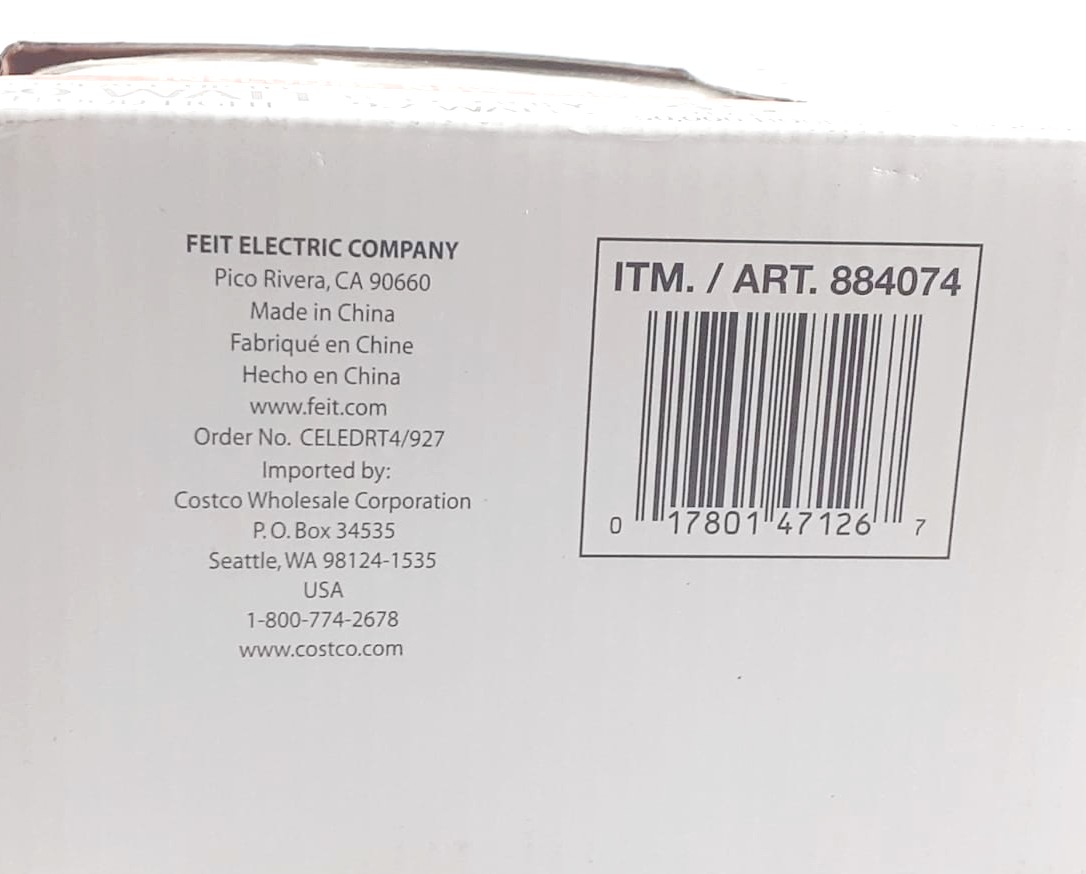 FEIT ELECTRIC COMPANY
Pico Rivera, CA 90660
Made in China
Fabriqué en Chine
Hecho en China
www.feit.com
Order No. CELEDRT4/927
Imported by:
Costco Wholesale Corporation
P.O. Box 34535
Seattle, WA 98124-1535
USA
1-800-774-2678
www.costco.com
ITM. / ART. 884074
0 17801 47126 7